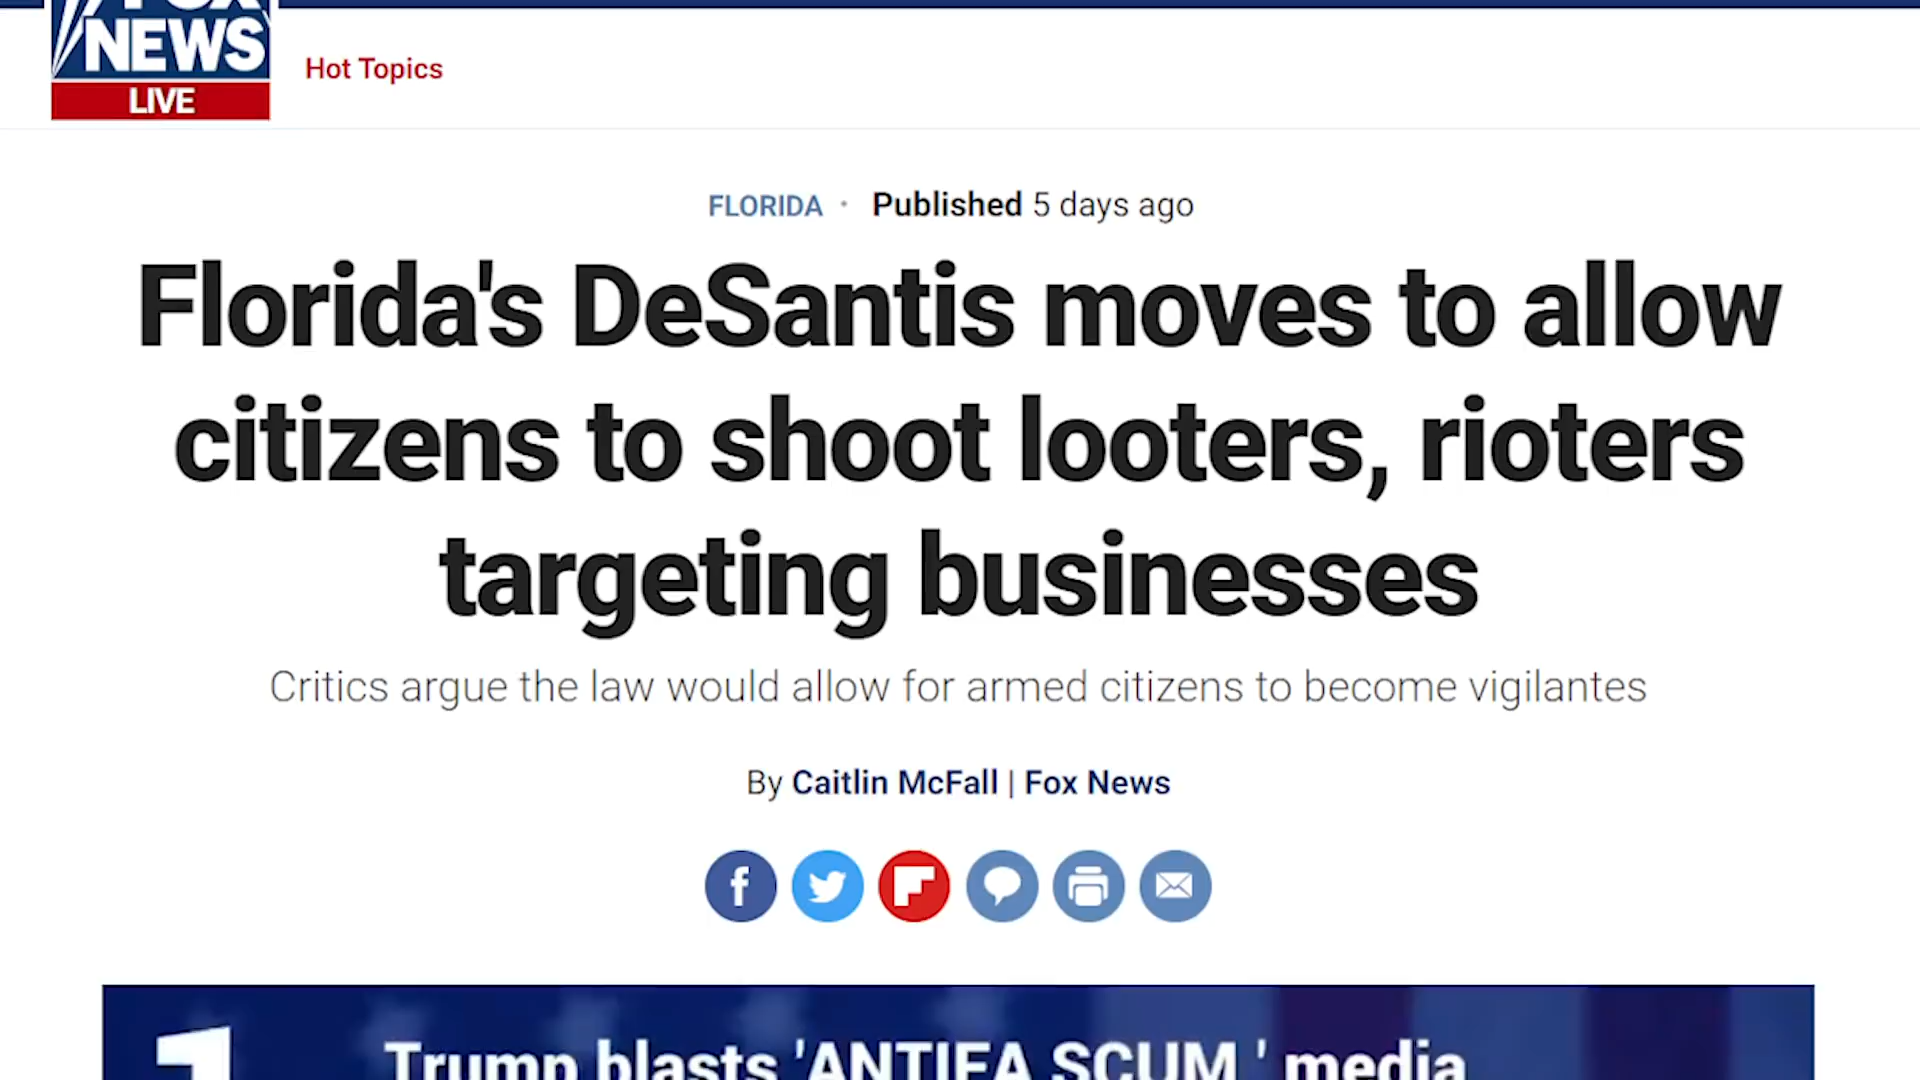 FOX
NEWS
LIVE
Hot Topics
FLORIDA • Published 5 days ago
Florida's DeSantis moves to allow
citizens to shoot looters, rioters
targeting businesses
Critics argue the law would allow for armed citizens to become vigilantes
By Caitlin McFall | Fox News
1 Trump blasts 'ANTIFA SCUM,' media